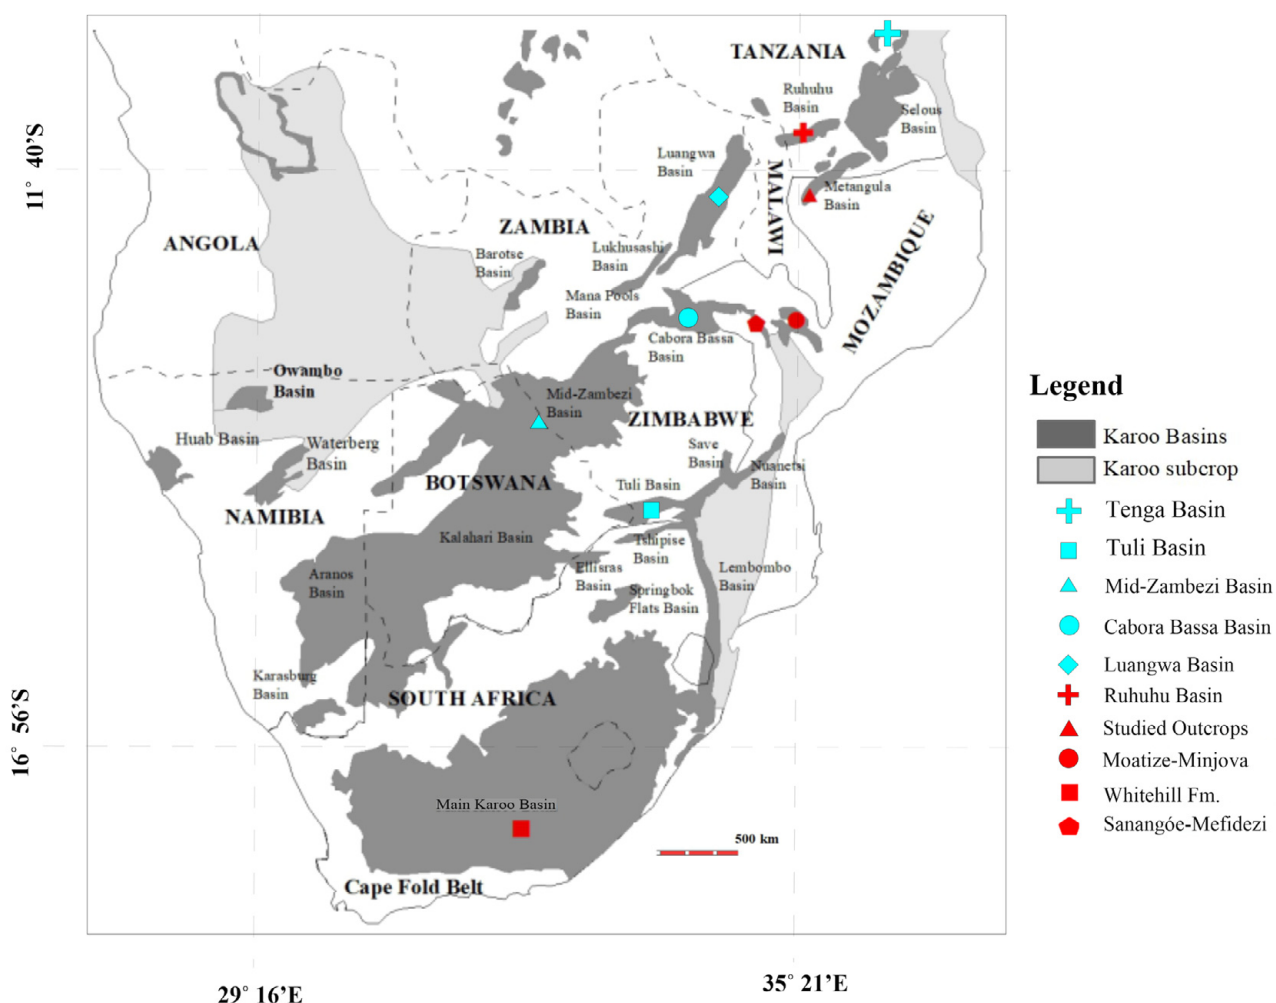 TANZANIA
Ruhuhu
Basin
Selous
Basin
11° 40'S
Luangwa
Basin
MALAWI
Metangula
Basin
ZAMBIA
ANGOLA
Lukhusashi
Basin
Barotse
Basin
MOZAMBIQUE
Mana Pools
Basin
Cabora Bassa
Basin
Owambo
Basin
Mid-Zambezi
Basin
ZIMBABWE
Huab Basin
Waterberg
Basin
Save
Basin
Nuanetsi
Basin
BOTSWANA
Tuli Basin
NAMIBIA
Kalahari Basin
Tshipise
Basin
Aranos
Basin
Ellisras
Basin
Lembombo
Basin
Springbok
Flats Basin
Karasburg
Basin
SOUTH AFRICA
16° 56'S
Main Karoo Basin
500 km
Cape Fold Belt
29° 16'E
35° 21'E
Legend
Karoo Basins
Karoo subcrop
Tenga Basin
Tuli Basin
Mid-Zambezi Basin
Cabora Bassa Basin
Luangwa Basin
Ruhuhu Basin
Studied Outcrops
Moatize-Minjova
Whitehill Fm.
Sanangóe-Mefidezi